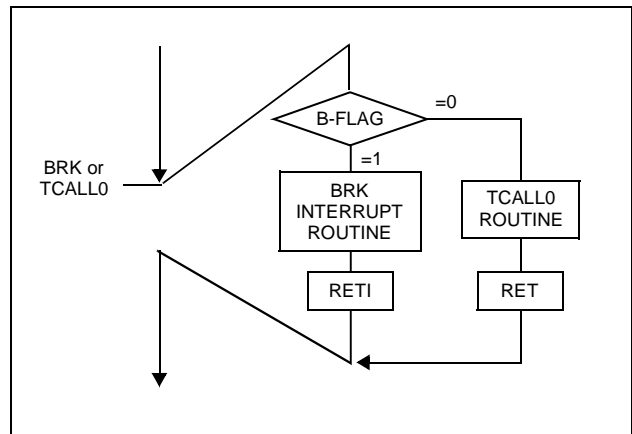 B-FLAG
=0
=1
BRK or
TCALL0
BRK
INTERRUPT
ROUTINE
TCALL0
ROUTINE
RETI
RET